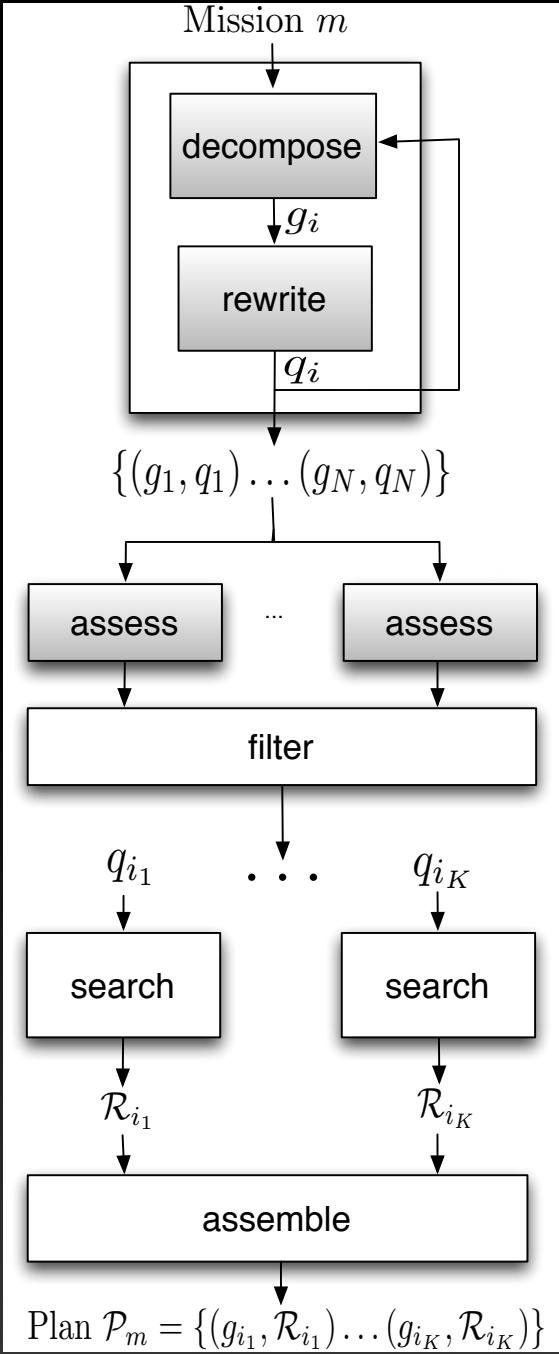 Mission m
decompose
g_i
rewrite
q_i
{(g_1, q_1) … (g_N, q_N)}
assess ... assess
filter
q_{i_1} … q_{i_K}
search search
ℛ_{i_1} ℛ_{i_K}
assemble
Plan 𝒫_m = {(g_{i_1}, ℛ_{i_1}) … (g_{i_K}, ℛ_{i_K})}